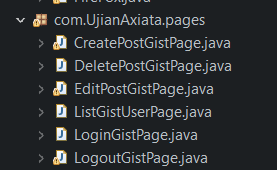 com.UjianAxiata.pages
CreatePostGistPage.java
DeletePostGistPage.java
EditPostGistPage.java
ListGistUserPage.java
LoginGistPage.java
LogoutGistPage.java